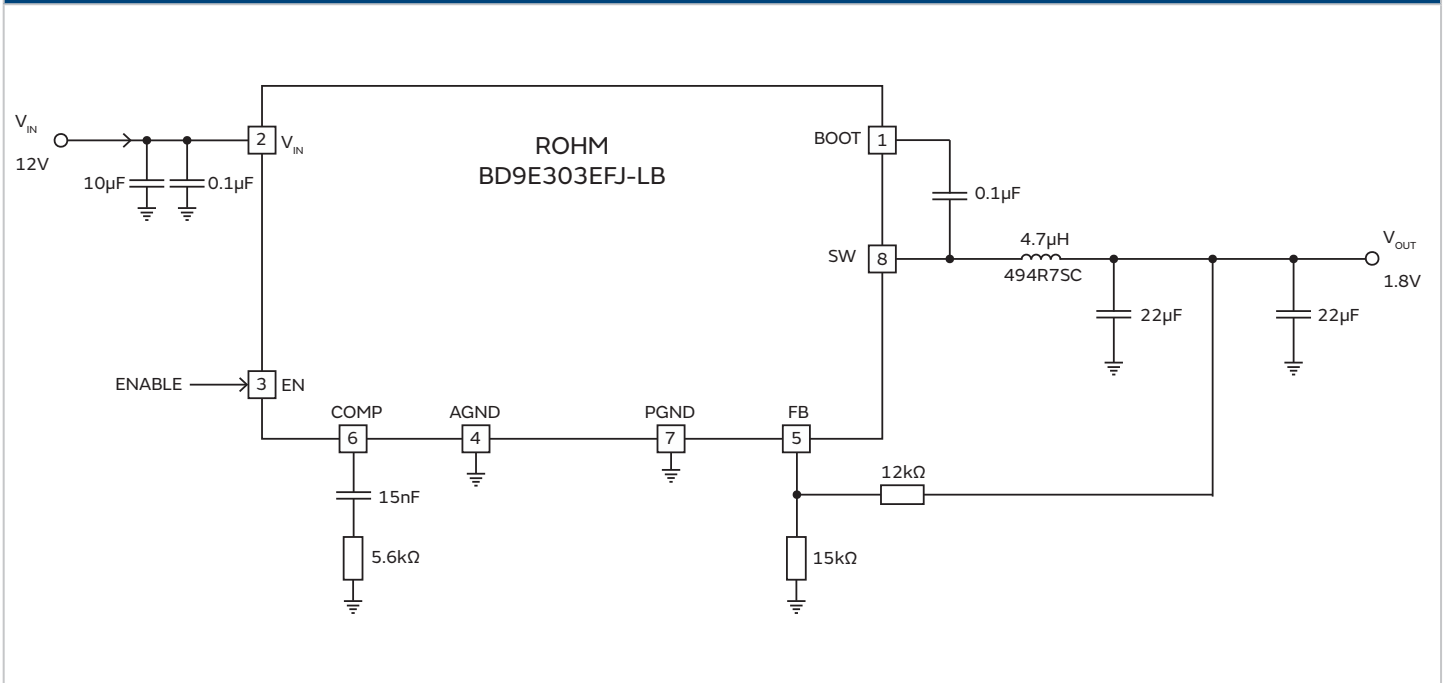 V_IN
12V
10µF
0.1µF
2
V_IN
ROHM
BD9E303EFJ-LB
BOOT
1
0.1µF
SW
8
4.7µH
494R7SC
V_OUT
1.8V
22µF
22µF
ENABLE
3
EN
COMP
AGND
PGND
FB
6
4
7
5
15nF
12kΩ
5.6kΩ
15kΩ